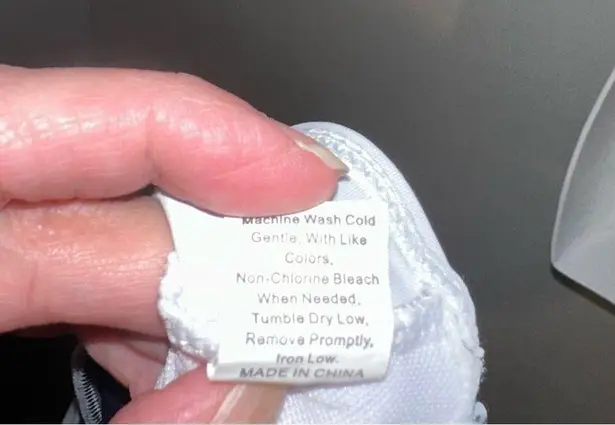 Machine Wash Cold
Gentle, With Like
Colors,
Non-Chlorine Bleach
When Needed,
Tumble Dry Low,
Remove Promptly,
Iron Low.
MADE IN CHINA